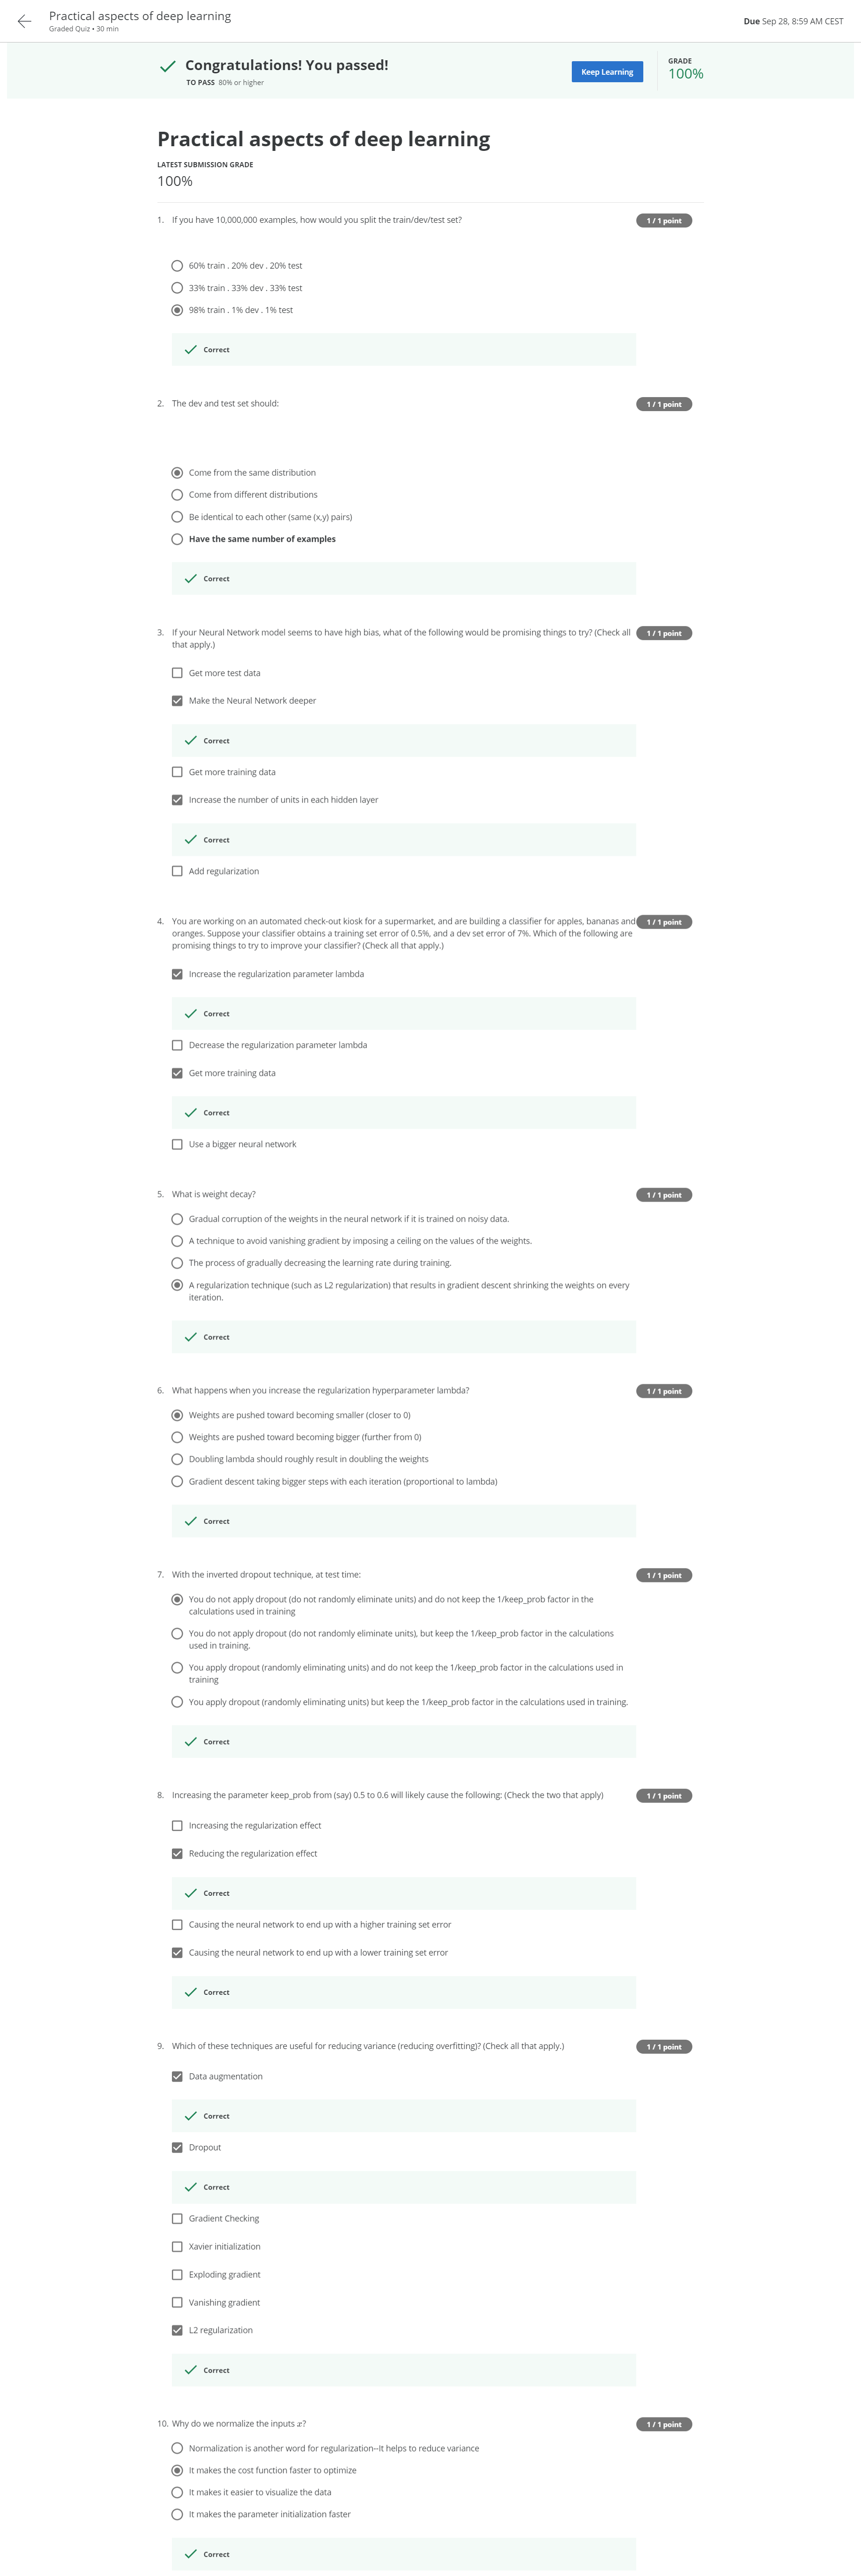 Practical aspects of deep learning
Graded Quiz • 30 min
Due Sep 28, 8:59 AM CEST
Congratulations! You passed!
TO PASS 80% or higher
Keep Learning
GRADE
100%
Practical aspects of deep learning
LATEST SUBMISSION GRADE
100%
1. If you have 10,000,000 examples, how would you split the train/dev/test set?
1 / 1 point
60% train . 20% dev . 20% test
33% train . 33% dev . 33% test
98% train . 1% dev . 1% test
Correct
2. The dev and test set should:
1 / 1 point
Come from the same distribution
Come from different distributions
Be identical to each other (same (x,y) pairs)
Have the same number of examples
Correct
3. If your Neural Network model seems to have high bias, what of the following would be promising things to try? (Check all
that apply.)
1 / 1 point
Get more test data
Make the Neural Network deeper
Correct
Get more training data
Increase the number of units in each hidden layer
Correct
Add regularization
4. You are working on an automated check-out kiosk for a supermarket, and are building a classifier for apples, bananas and
oranges. Suppose your classifier obtains a training set error of 0.5%, and a dev set error of 7%. Which of the following are
promising things to try to improve your classifier? (Check all that apply.)
1 / 1 point
Increase the regularization parameter lambda
Correct
Decrease the regularization parameter lambda
Get more training data
Correct
Use a bigger neural network
5. What is weight decay?
1 / 1 point
Gradual corruption of the weights in the neural network if it is trained on noisy data.
A technique to avoid vanishing gradient by imposing a ceiling on the values of the weights.
The process of gradually decreasing the learning rate during training.
A regularization technique (such as L2 regularization) that results in gradient descent shrinking the weights on every
iteration.
Correct
6. What happens when you increase the regularization hyperparameter lambda?
1 / 1 point
Weights are pushed toward becoming smaller (closer to 0)
Weights are pushed toward becoming bigger (further from 0)
Doubling lambda should roughly result in doubling the weights
Gradient descent taking bigger steps with each iteration (proportional to lambda)
Correct
7. With the inverted dropout technique, at test time:
1 / 1 point
You do not apply dropout (do not randomly eliminate units) and do not keep the 1/keep_prob factor in the
calculations used in training
You do not apply dropout (do not randomly eliminate units), but keep the 1/keep_prob factor in the calculations
used in training.
You apply dropout (randomly eliminating units) and do not keep the 1/keep_prob factor in the calculations used in
training
You apply dropout (randomly eliminating units) but keep the 1/keep_prob factor in the calculations used in training.
Correct
8. Increasing the parameter keep_prob from (say) 0.5 to 0.6 will likely cause the following: (Check the two that apply)
1 / 1 point
Increasing the regularization effect
Reducing the regularization effect
Correct
Causing the neural network to end up with a higher training set error
Causing the neural network to end up with a lower training set error
Correct
9. Which of these techniques are useful for reducing variance (reducing overfitting)? (Check all that apply.)
1 / 1 point
Data augmentation
Correct
Dropout
Correct
Gradient Checking
Xavier initialization
Exploding gradient
Vanishing gradient
L2 regularization
Correct
10. Why do we normalize the inputs x?
1 / 1 point
Normalization is another word for regularization--It helps to reduce variance
It makes the cost function faster to optimize
It makes it easier to visualize the data
It makes the parameter initialization faster
Correct